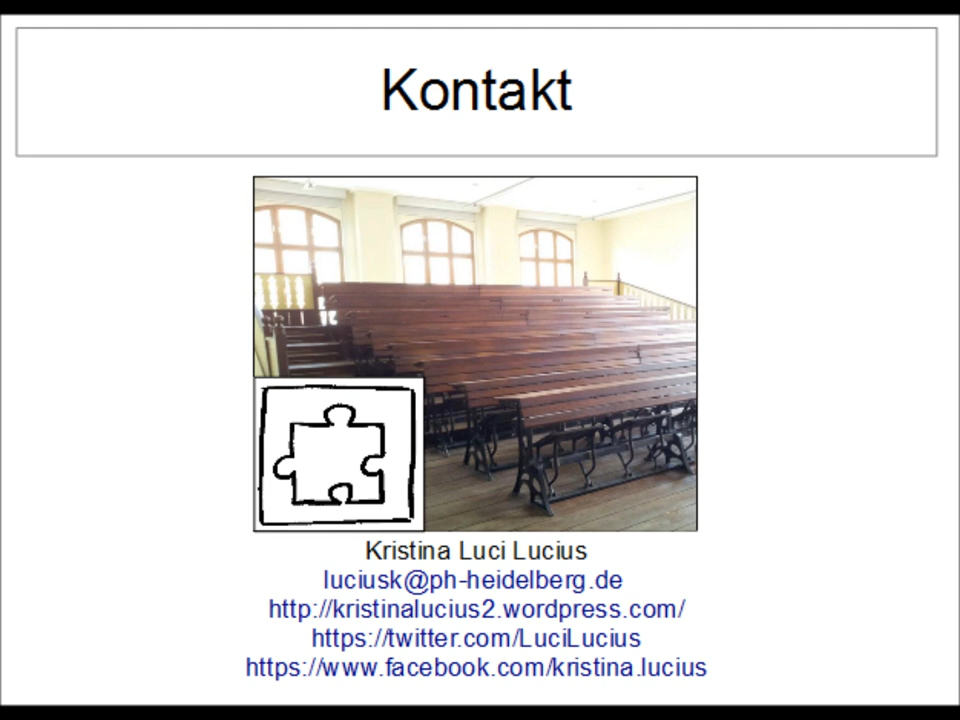 Kontakt
Kristina Luci Lucius
luciusk@ph-heidelberg.de
http://kristinalucius2.wordpress.com/
https://twitter.com/LuciLucius
https://www.facebook.com/kristina.lucius